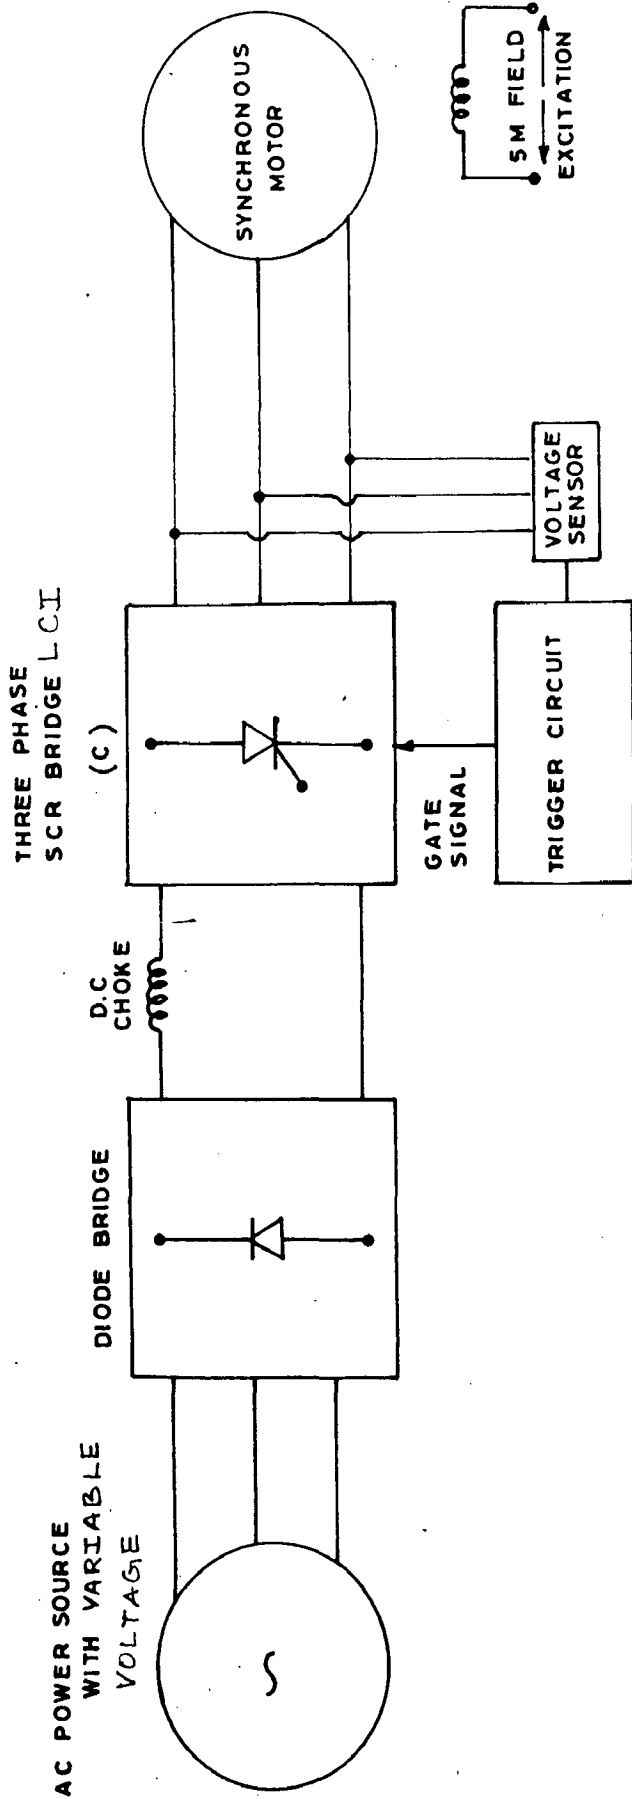 AC POWER SOURCE
WITH VARIABLE
VOLTAGE
DIODE BRIDGE
D.C
CHOKE
THREE PHASE
SCR BRIDGE LCI
(C)
GATE
SIGNAL
TRIGGER CIRCUIT
VOLTAGE
SENSOR
SYNCHRONOUS
MOTOR
SM FIELD
EXCITATION